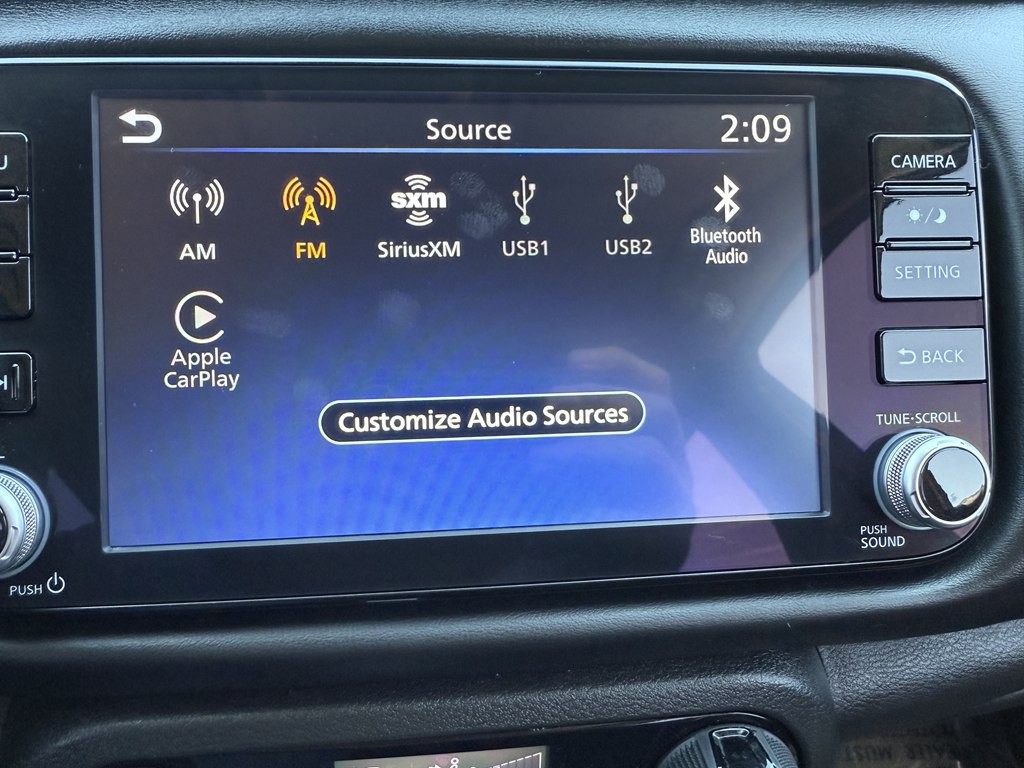 Source
2:09
AM
FM
sxm
SiriusXM
USB1
USB2
Bluetooth
Audio
Apple
CarPlay
Customize Audio Sources
CAMERA
SETTING
BACK
TUNE·SCROLL
PUSH
SOUND
PUSH